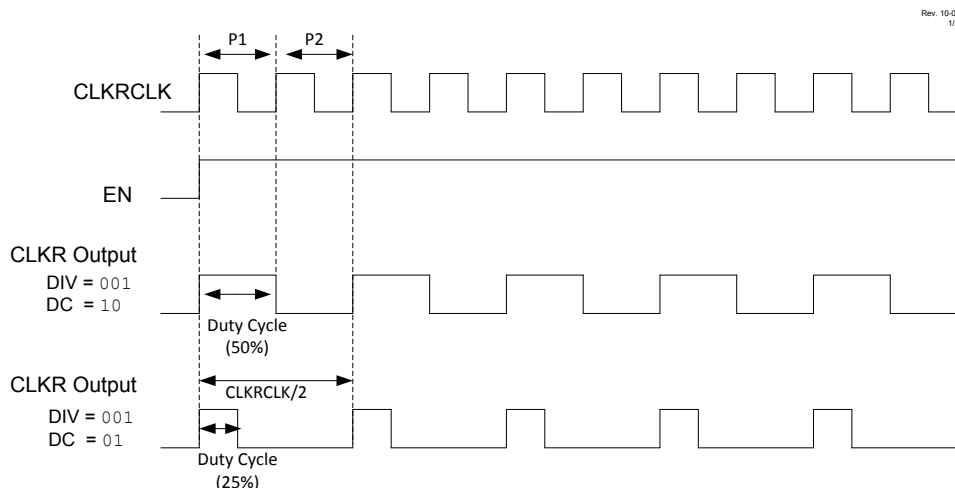 Rev. 10-0
1/
P1
P2
CLKRCLK
EN
CLKR Output
DIV = 001
DC = 10
Duty Cycle
(50%)
CLKR Output
CLKRCLK/2
DIV = 001
DC = 01
Duty Cycle
(25%)